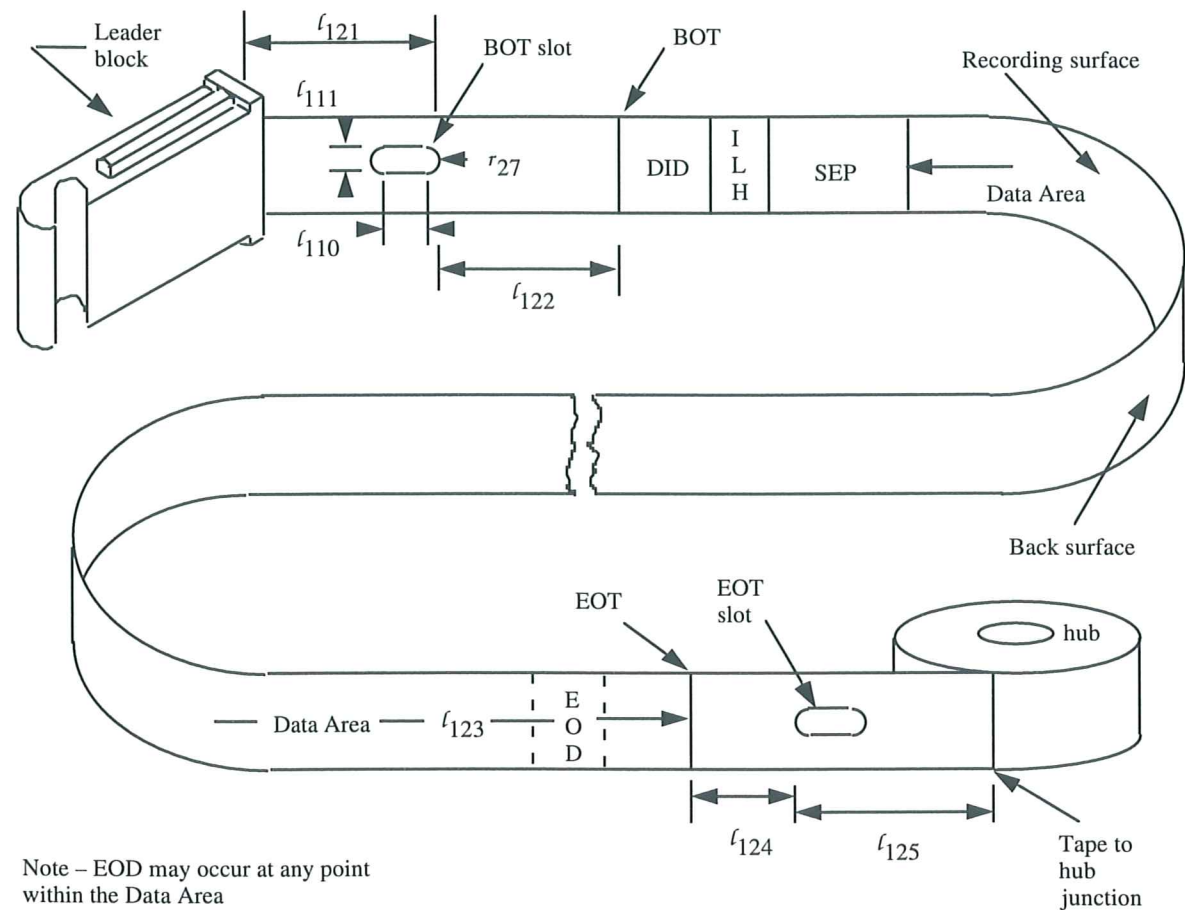 Leader
block
l121
BOT slot
BOT
Recording surface
l111
r27
DID
I
L
H
SEP
Data Area
l110
l122
Back surface
EOT
EOT
slot
hub
Data Area
l123
E
O
D
l124
l125
Tape to
hub
junction
Note – EOD may occur at any point
within the Data Area